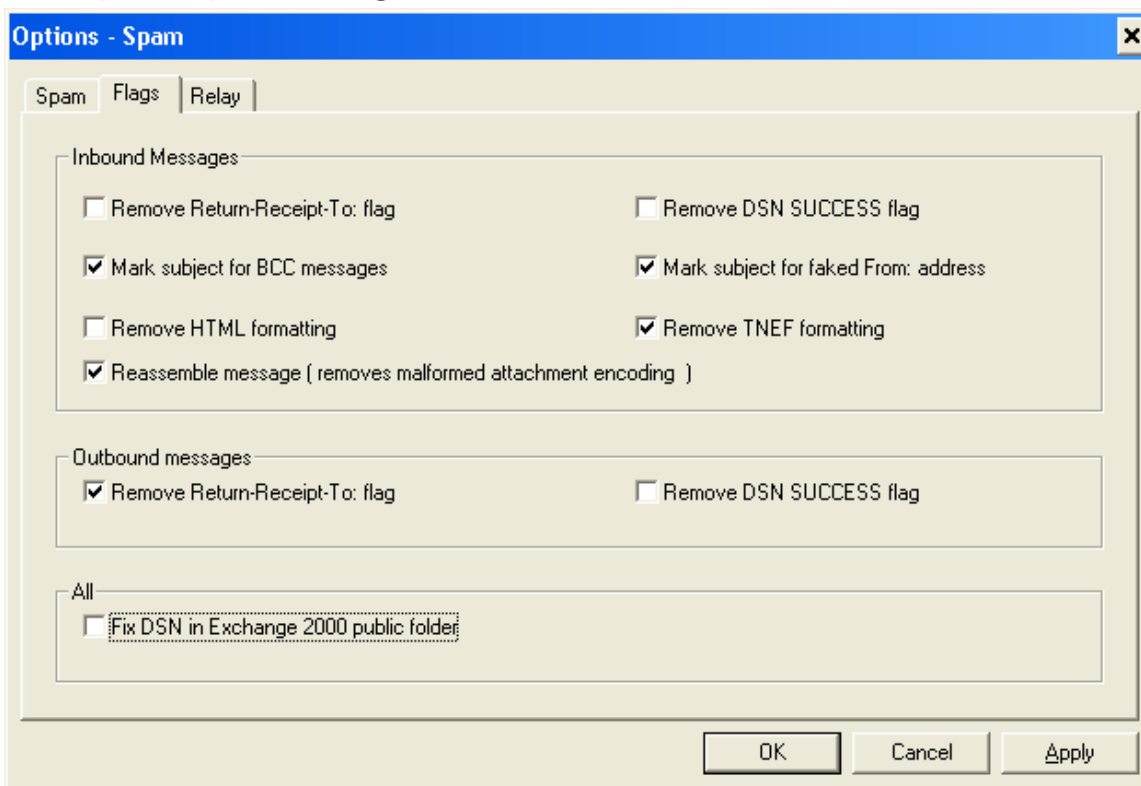 Options - Spam
Spam Flags Relay
Inbound Messages
Remove Return-Receipt-To: flag Remove DSN SUCCESS flag
Mark subject for BCC messages Mark subject for faked From: address
Remove HTML formatting Remove TNEF formatting
Reassemble message ( removes malformed attachment encoding )
Outbound messages
Remove Return-Receipt-To: flag Remove DSN SUCCESS flag
All
Fix DSN in Exchange 2000 public folder
OK Cancel Apply